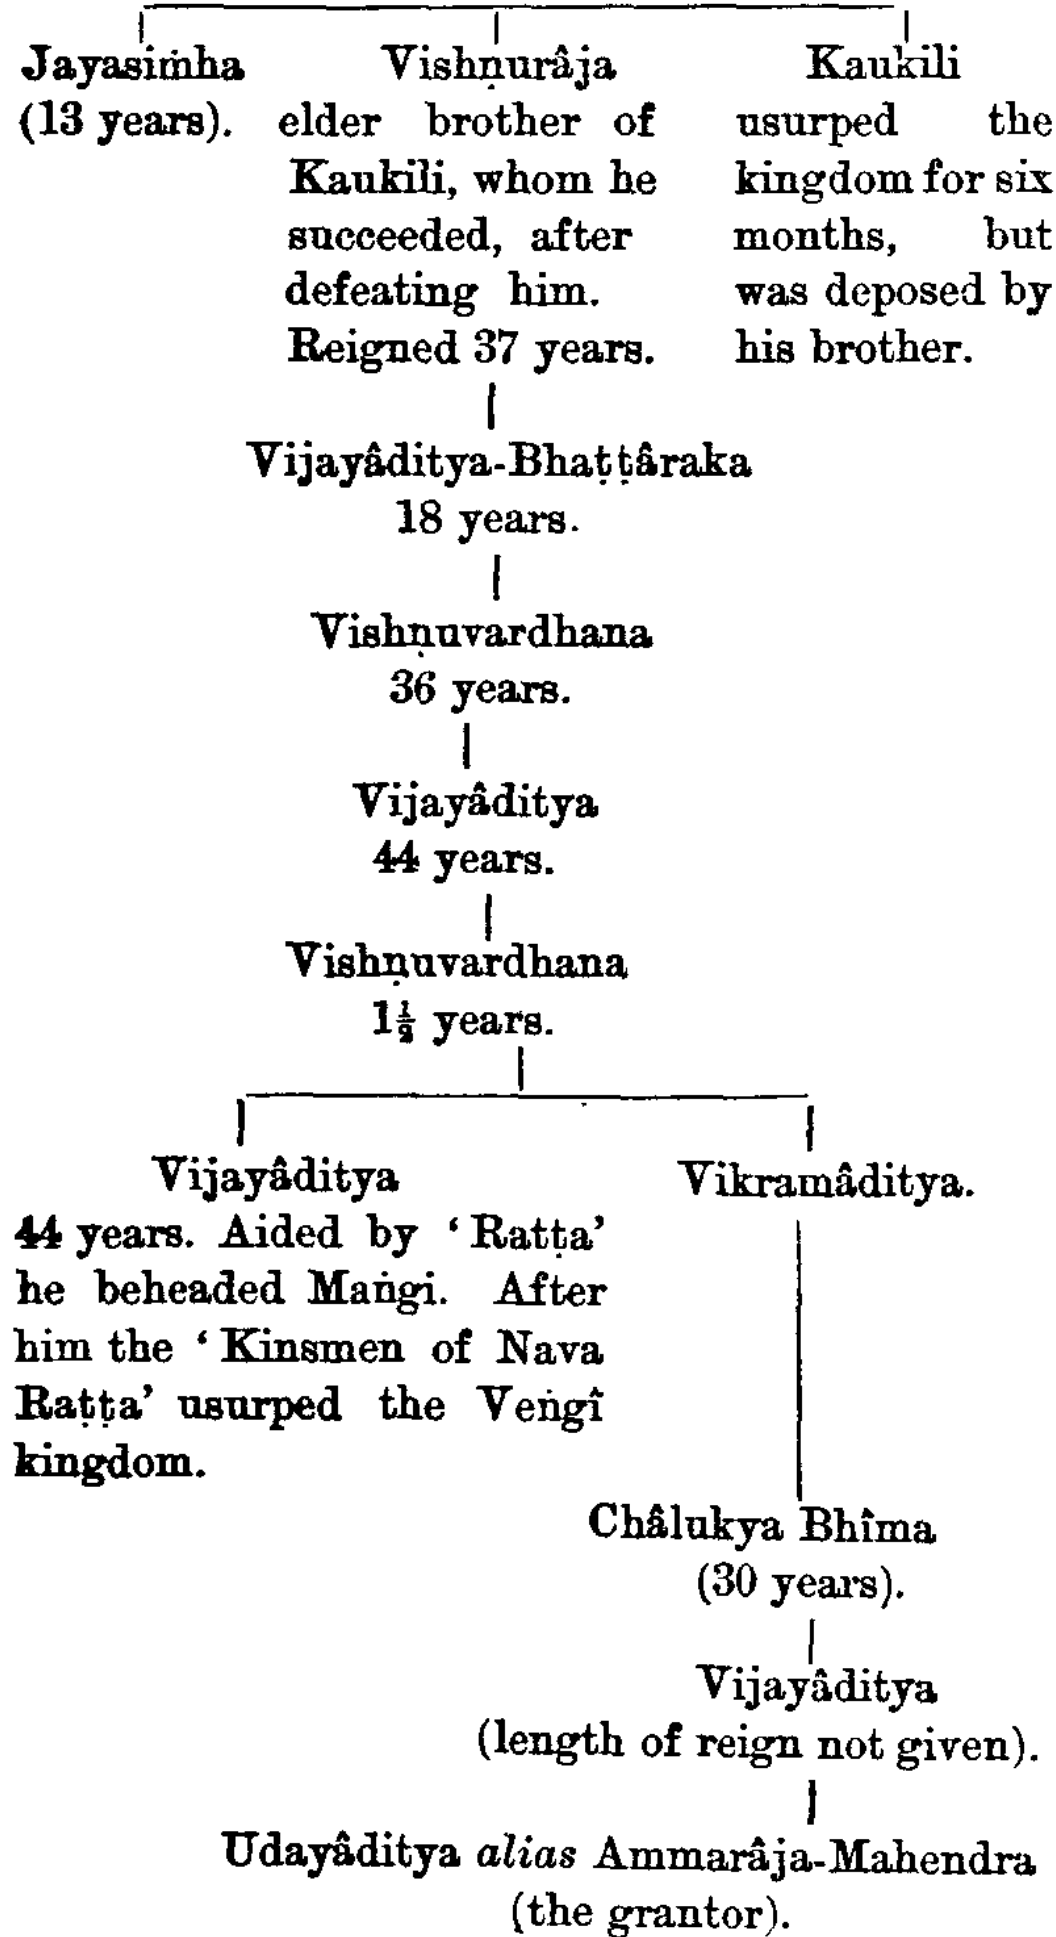 Jayasiṁha
(13 years).
Vishṇurâja
elder brother of
Kaukili, whom he
succeeded, after
defeating him.
Reigned 37 years.
Kaukili
usurped the
kingdom for six
months, but
was deposed by
his brother.
Vijayâditya-Bhaṭṭâraka
18 years.
Vishṇuvardhana
36 years.
Vijayâditya
44 years.
Vishṇuvardhana
1½ years.
Vijayâditya
44 years. Aided by ‘Raṭṭa’
he beheaded Maṅgi. After
him the ‘Kinsmen of Nava
Raṭṭa’ usurped the Veṅgî
kingdom.
Vikramâditya.
Châlukya Bhîma
(30 years).
Vijayâditya
(length of reign not given).
Udayâditya alias Ammarâja-Mahendra
(the grantor).